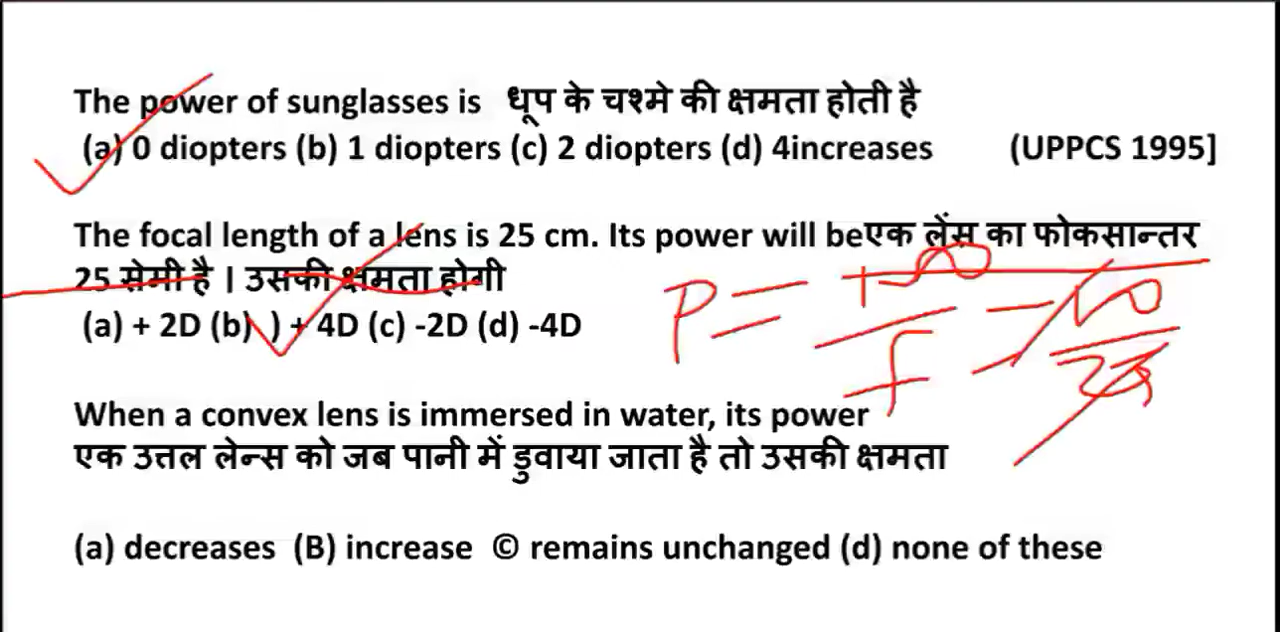 The power of sunglasses is धूप के चश्मे की क्षमता होती है
(a) 0 diopters (b) 1 diopters (c) 2 diopters (d) 4increases (UPPCS 1995]
The focal length of a lens is 25 cm. Its power will beएक लेंस का फोकसान्तर
25 सेमी है । उसकी क्षमता होगी
(a) + 2D (b) ) + 4D (c) -2D (d) -4D
P = 100/f = 100/25
When a convex lens is immersed in water, its power
एक उत्तल लेन्स को जब पानी में डुवाया जाता है तो उसकी क्षमता
(a) decreases (B) increase © remains unchanged (d) none of these